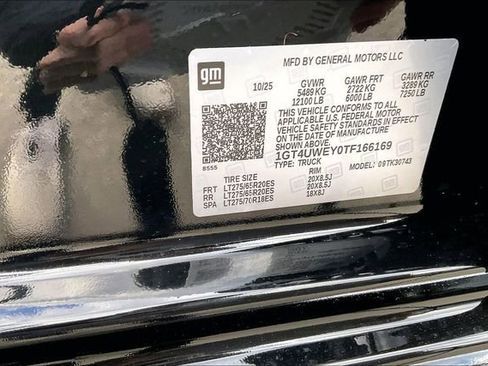 gm
MFD BY GENERAL MOTORS LLC
10/25 GVWR GAWR FRT GAWR RR
5489 KG 2722 KG 3289 KG
12100 LB 6000 LB 7250 LB
THIS VEHICLE CONFORMS TO ALL
APPLICABLE U.S. FEDERAL MOTOR
VEHICLE SAFETY STANDARDS
IN EFFECT ON THE DATE OF
MANUFACTURE
SHOWN ABOVE.
1GT4UWEY0TF166169
8555 TYPE: TRUCK MODEL: 09TK30743
TIRE SIZE RIM
FRT LT275/65R20ES 20X8.5J
RR LT275/65R20ES 20X8.5J
SPA LT275/70R18ES 18X8J